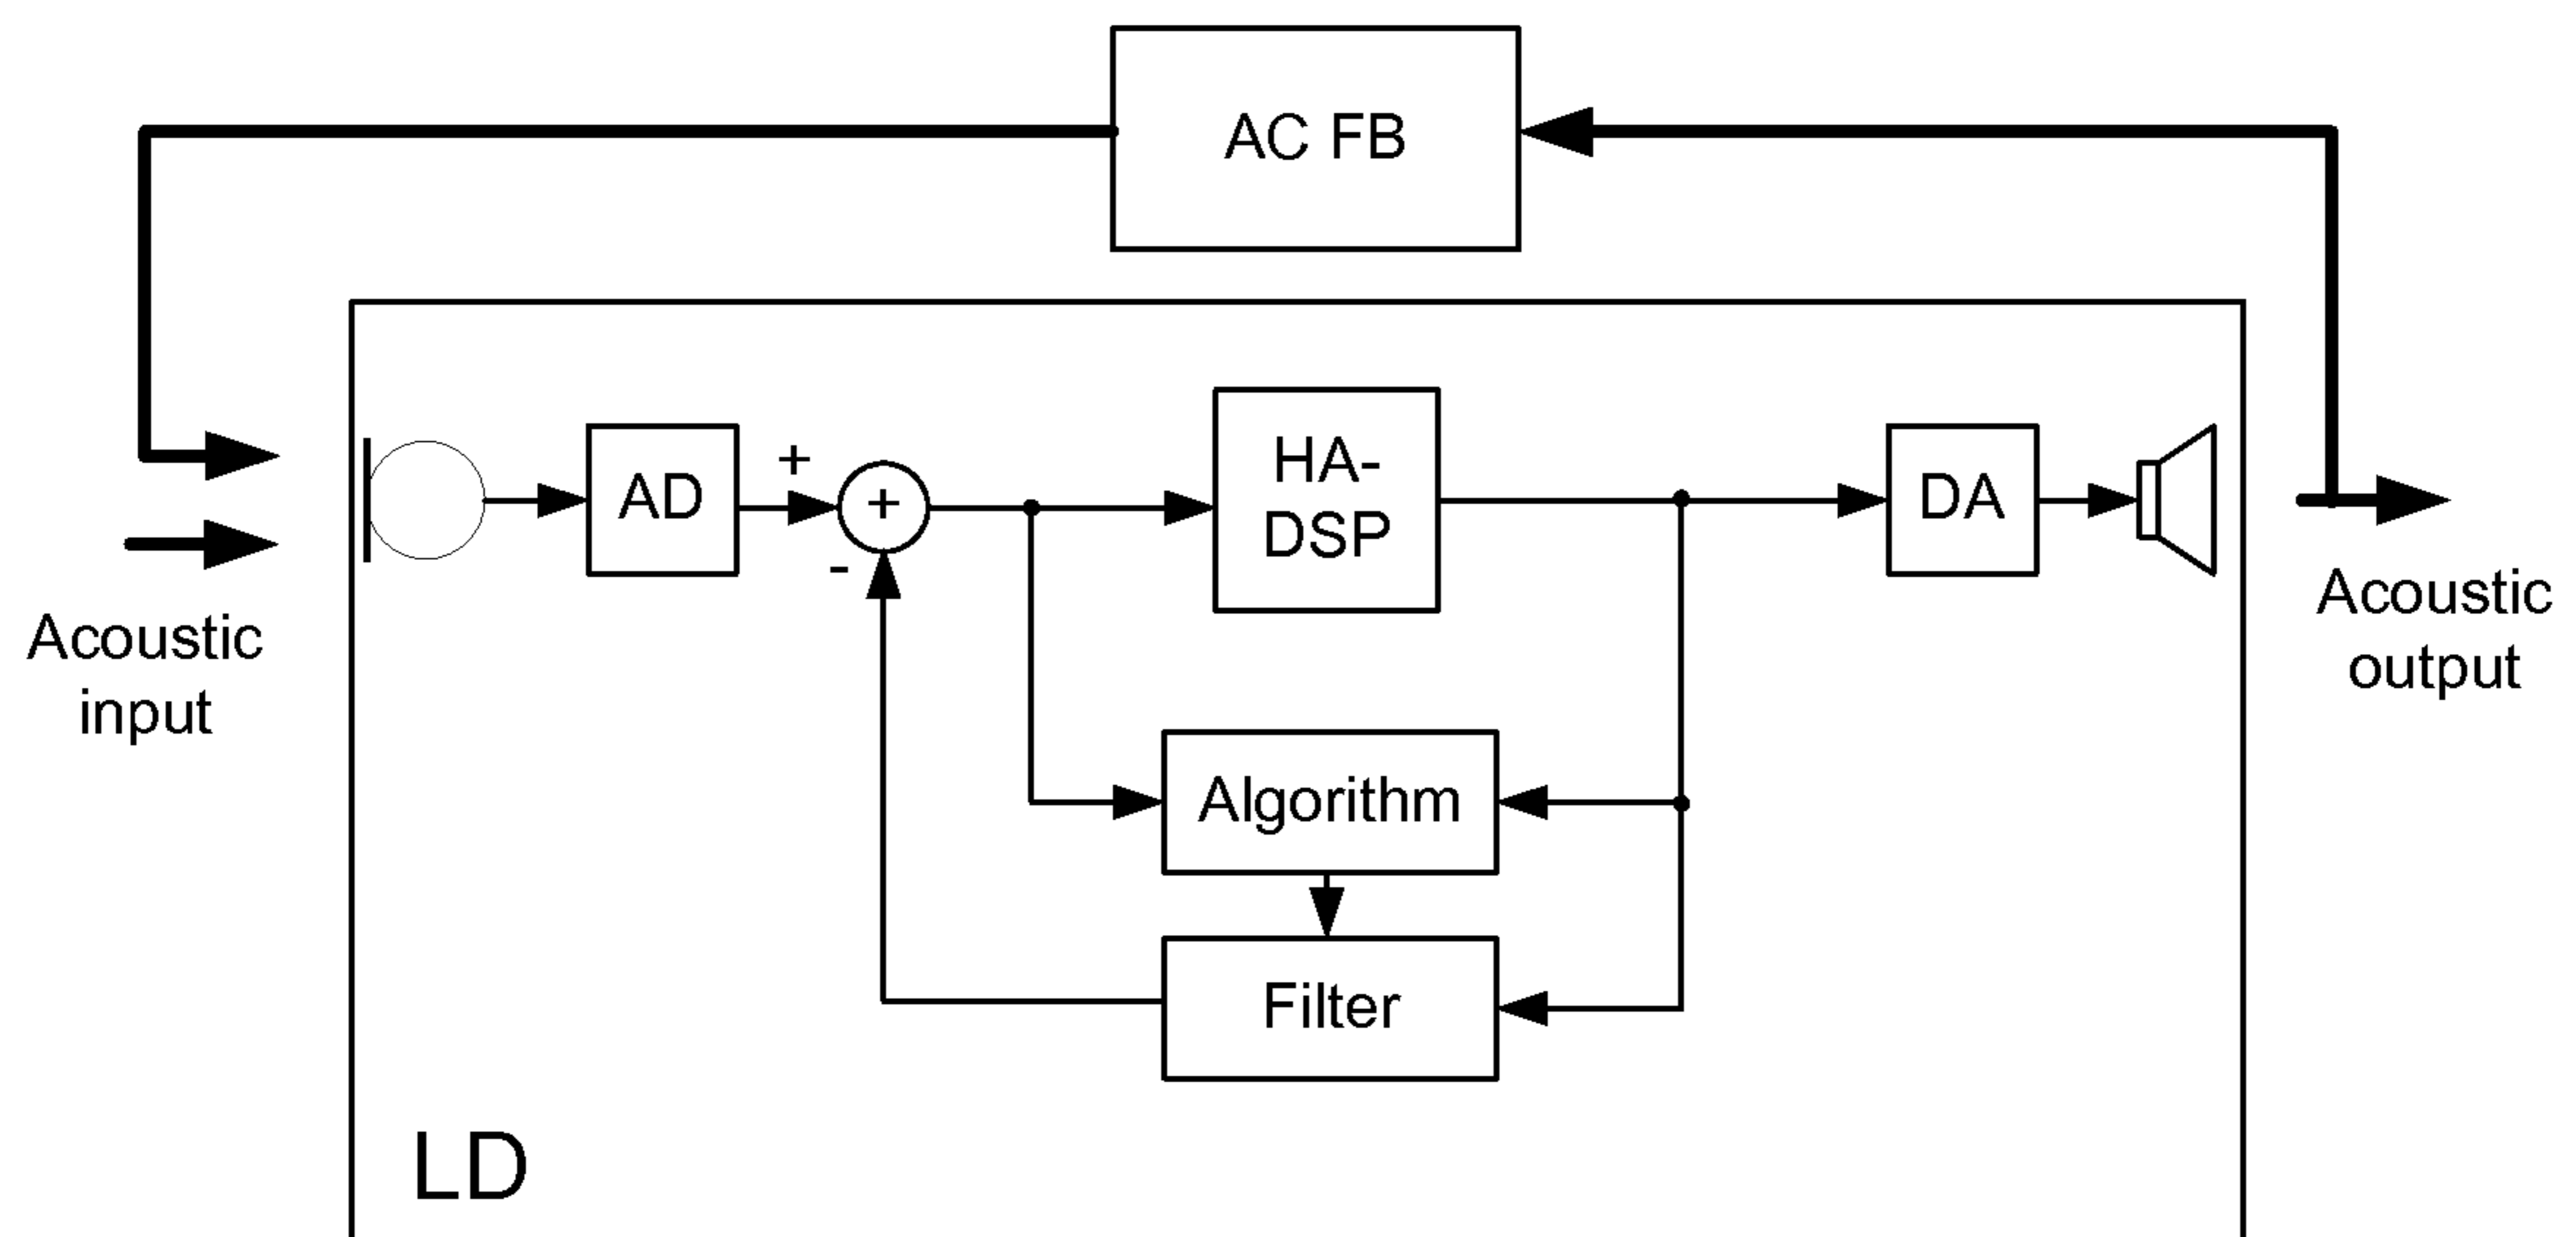 AC FB
+
HA-
AD
+
DA
DSP
-
Acoustic
output
Acoustic
input
Algorithm
Filter
LD